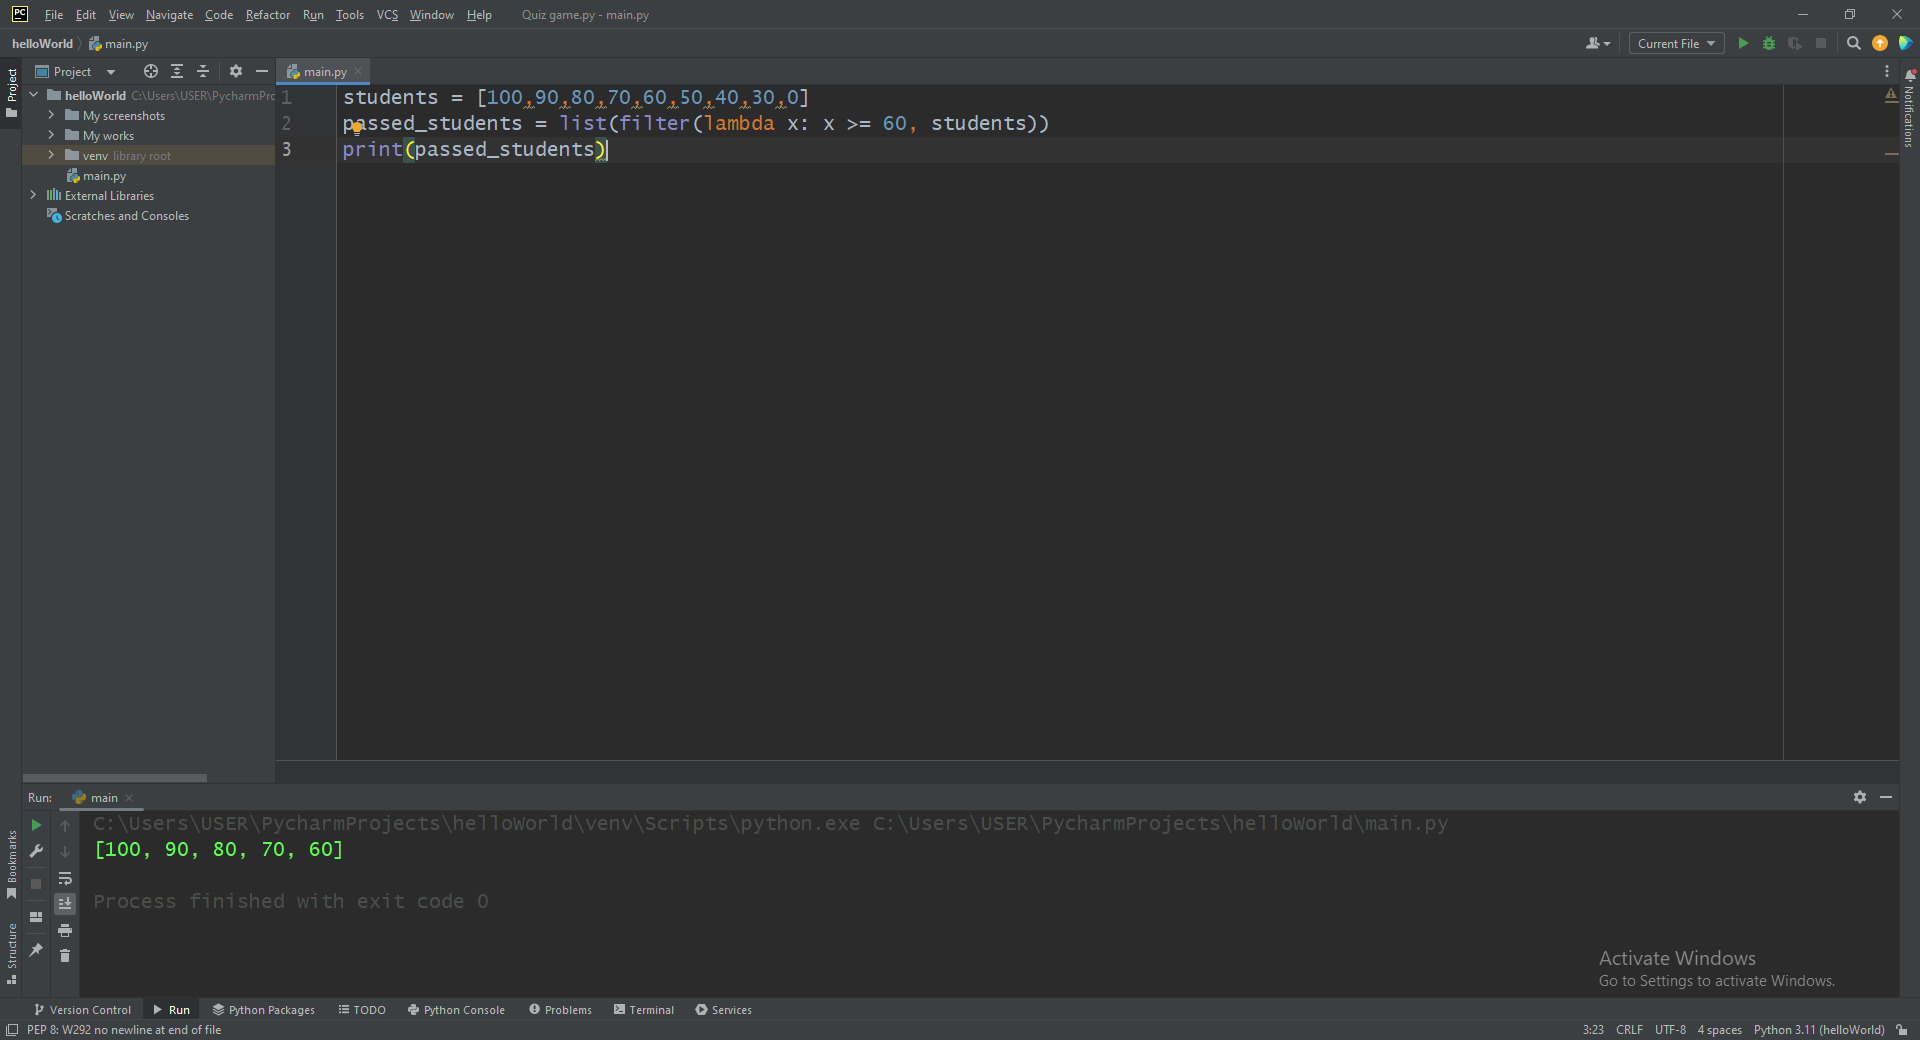 PC File Edit View Navigate Code Refactor Run Tools VCS Window Help Quiz game.py - main.py
helloWorld main.py Current File
Project main.py
Project
helloWorld C:\Users\USER\PycharmPro
My screenshots
My works
venv library root
main.py
External Libraries
Scratches and Consoles
1 students = [100,90,80,70,60,50,40,30,0]
2 passed_students = list(filter(lambda x: x >= 60, students))
3 print(passed_students)
Notifications
Run: main
C:\Users\USER\PycharmProjects\helloWorld\venv\Scripts\python.exe C:\Users\USER\PycharmProjects\helloWorld\main.py
[100, 90, 80, 70, 60]
Process finished with exit code 0
Bookmarks
Structure
Activate Windows
Go to Settings to activate Windows.
Version Control Run Python Packages TODO Python Console Problems Terminal Services
PEP 8: W292 no newline at end of file 3:23 CRLF UTF-8 4 spaces Python 3.11 (helloWorld)